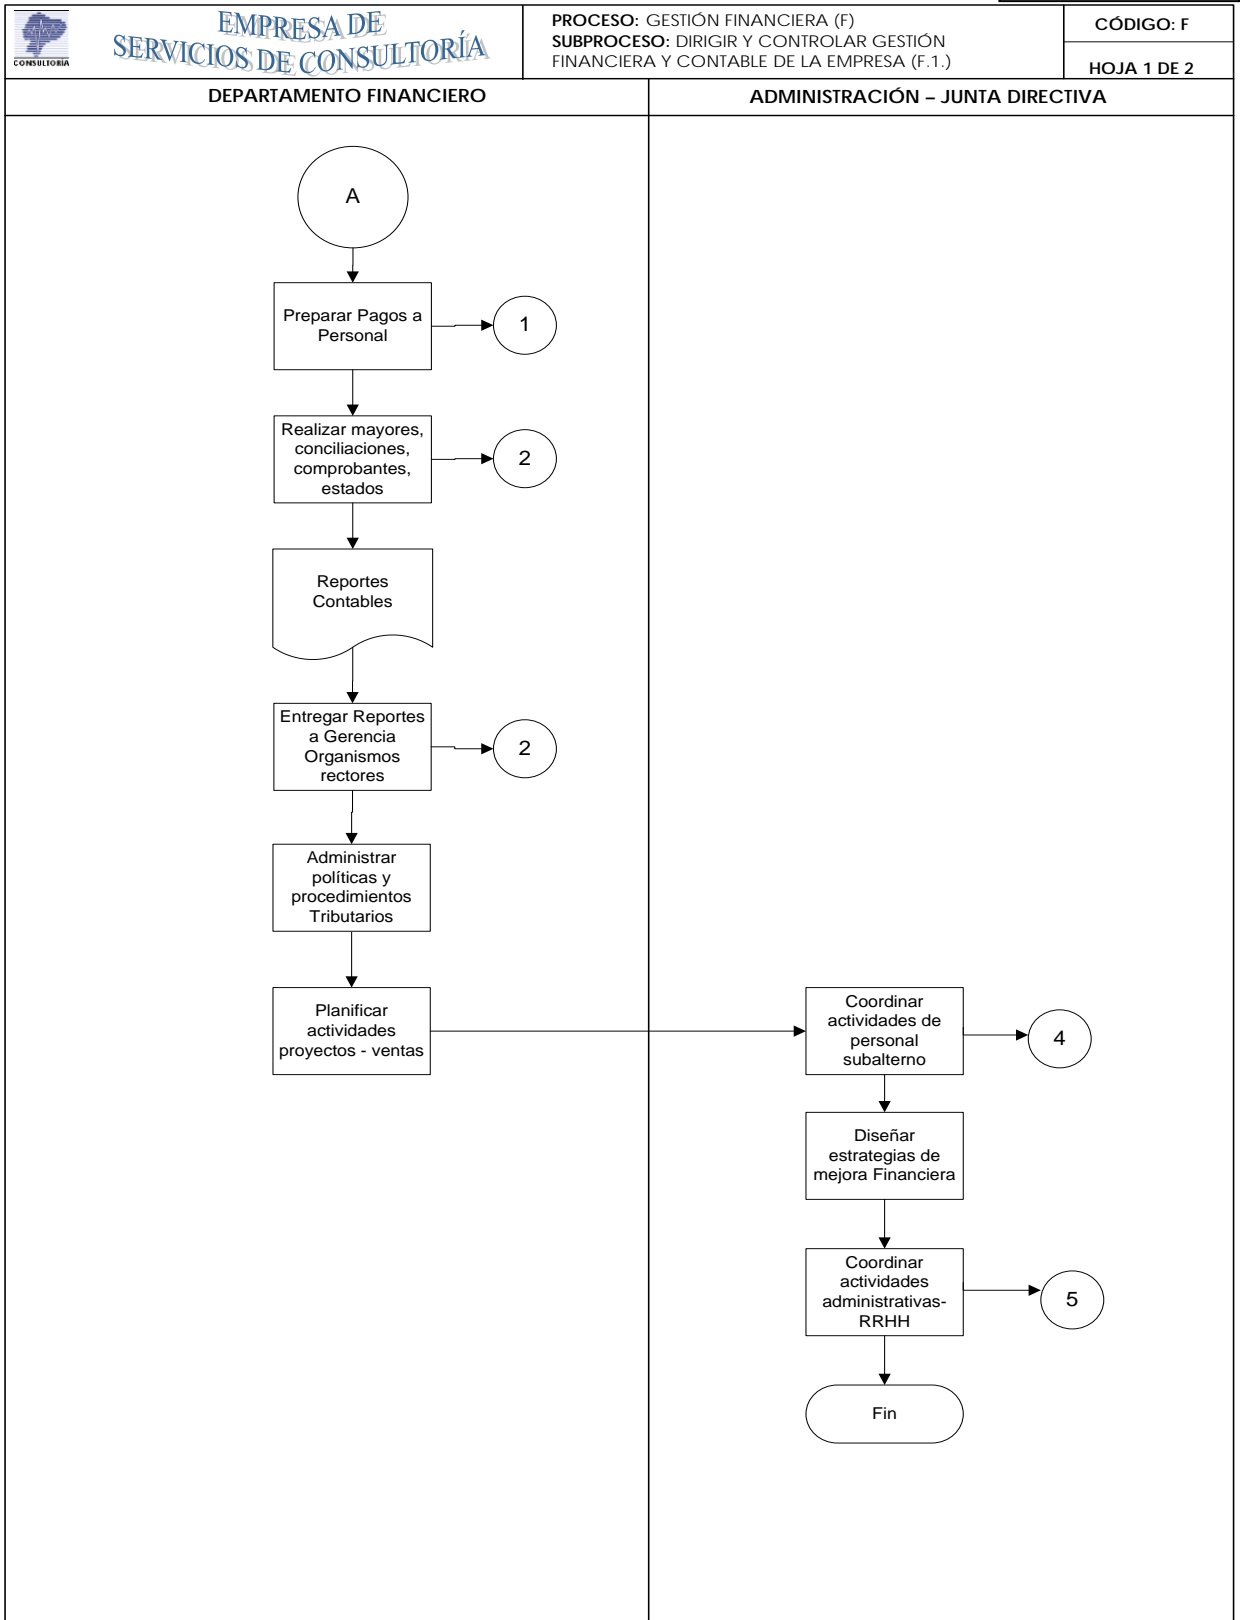 CONSULTORIA
EMPRESA DE
SERVICIOS DE CONSULTORÍA
PROCESO: GESTIÓN FINANCIERA (F)
SUBPROCESO: DIRIGIR Y CONTROLAR GESTIÓN
FINANCIERA Y CONTABLE DE LA EMPRESA (F.1.)
CÓDIGO: F
HOJA 1 DE 2
DEPARTAMENTO FINANCIERO
ADMINISTRACIÓN – JUNTA DIRECTIVA
A
Preparar Pagos a
Personal
1
Realizar mayores,
conciliaciones,
comprobantes,
estados
2
Reportes
Contables
Entregar Reportes
a Gerencia
Organismos
rectores
2
Administrar
políticas y
procedimientos
Tributarios
Planificar
actividades
proyectos - ventas
Coordinar
actividades de
personal
subalterno
4
Diseñar
estrategias de
mejora Financiera
Coordinar
actividades
administrativas-
RRHH
5
Fin